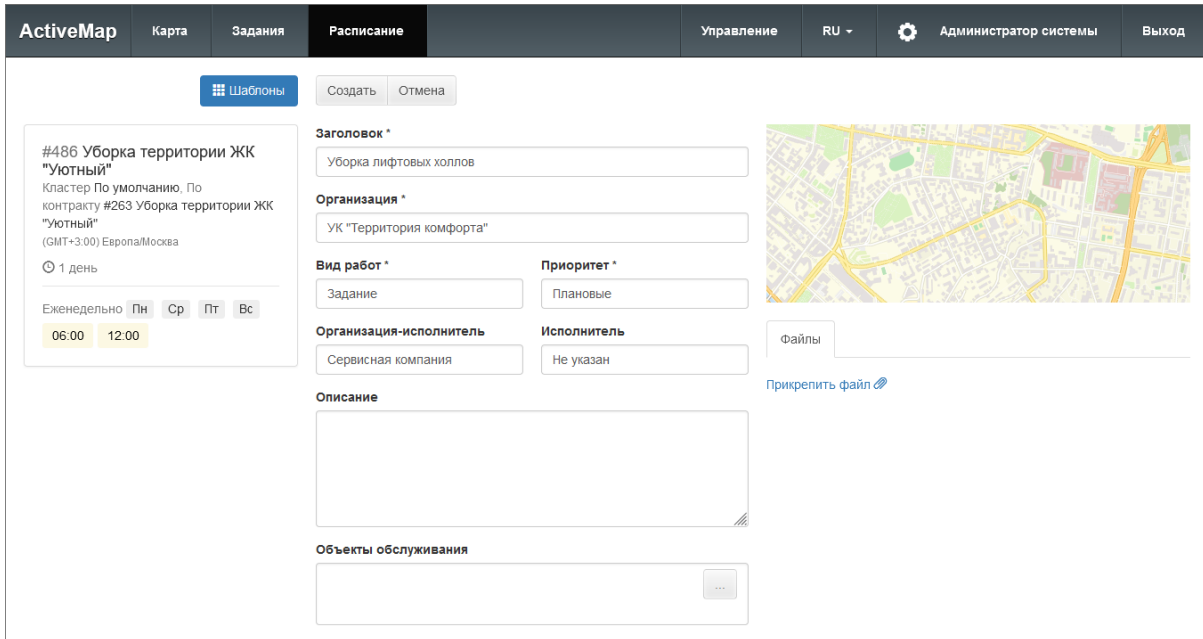 ActiveMap Карта Задания Расписание Управление RU Администратор системы Выход
Шаблоны
Создать Отмена
#486 Уборка территории ЖК
"Уютный"
Кластер По умолчанию, По
контракту #263 Уборка территории ЖК
"Уютный"
(GMT+3:00) Европа/Москва
1 день
Еженедельно Пн Ср Пт Вс
06:00 12:00
Заголовок *
Уборка лифтовых холлов
Организация *
УК "Территория комфорта"
Вид работ * Приоритет *
Задание Плановые
Организация-исполнитель Исполнитель
Сервисная компания Не указан
Описание
Объекты обслуживания
...
Файлы
Прикрепить файл